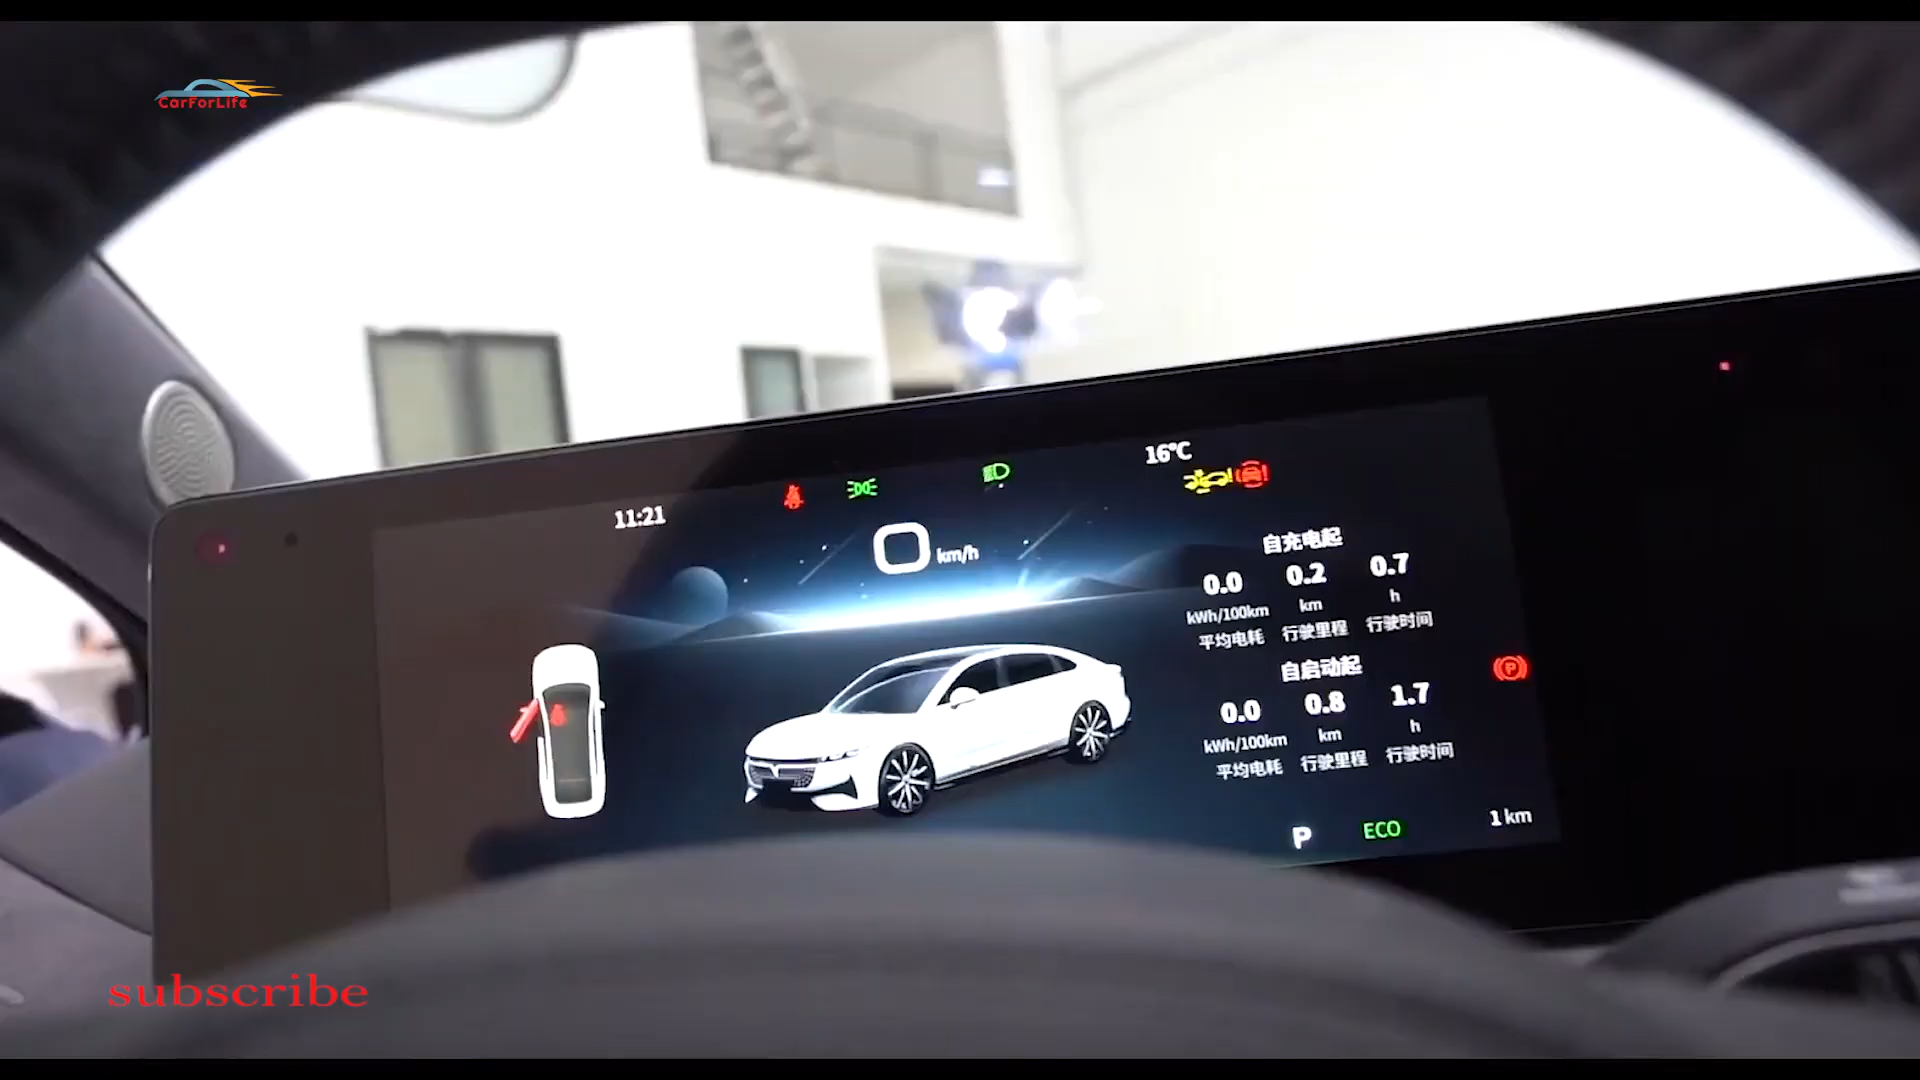 CarForLife
16°C
11:21
0 km/h
自充电起
0.0 0.2 0.7
kWh/100km km h
平均电耗 行驶里程 行驶时间
自启动起
0.0 0.8 1.7
kWh/100km km h
平均电耗 行驶里程 行驶时间
P
P ECO 1 km
subscribe